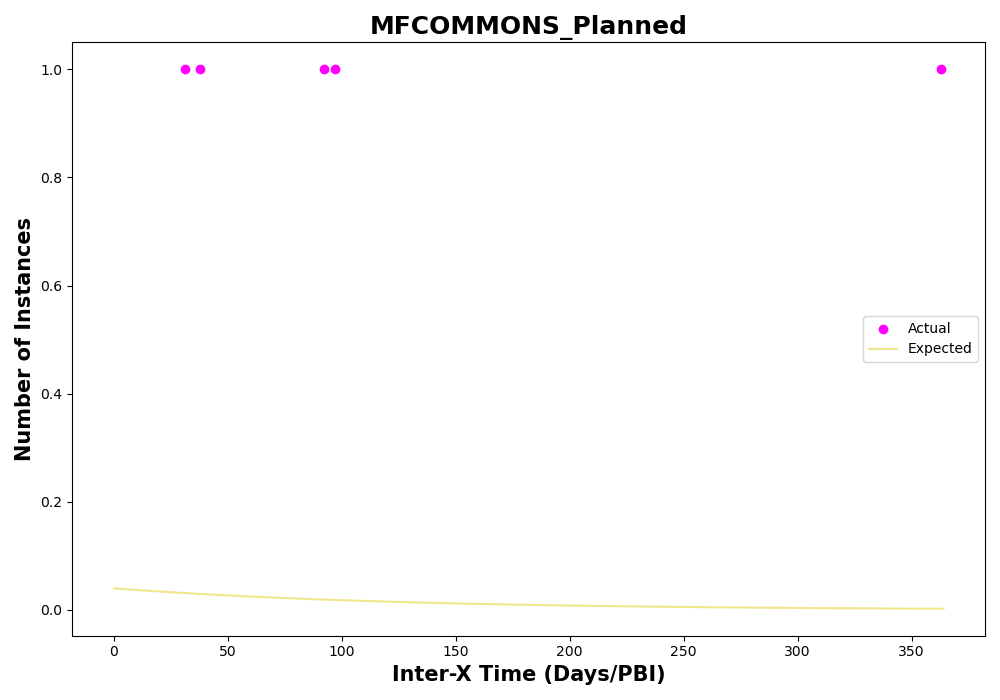 MFCOMMONS_Planned
Number of Instances
1.0
0.8
0.6
0.4
0.2
0.0
Actual
Expected
0 50 100 150 200 250 300 350
Inter-X Time (Days/PBI)